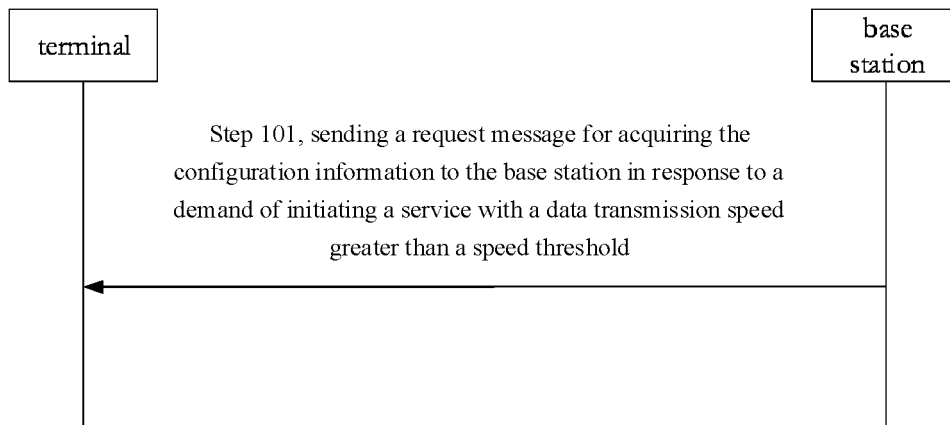 terminal
base
station
Step 101, sending a request message for acquiring the
configuration information to the base station in response to a
demand of initiating a service with a data transmission speed
greater than a speed threshold